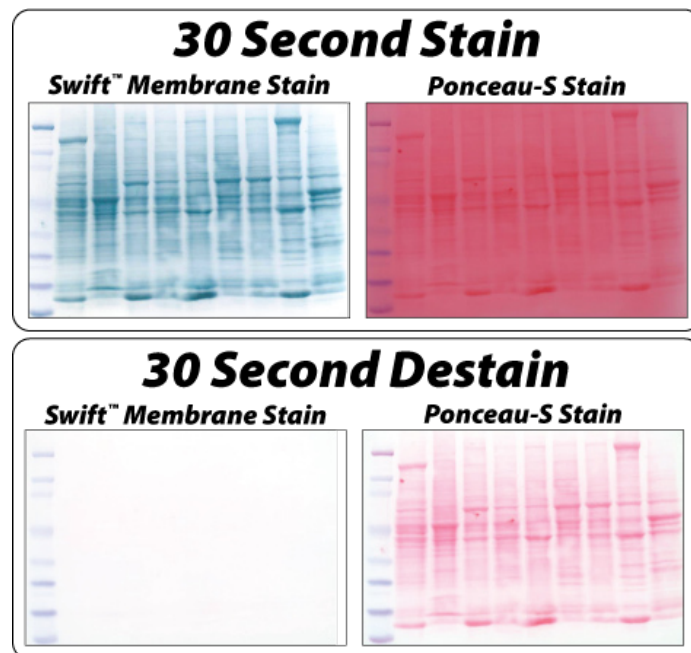 30 Second Stain
Swift™ Membrane Stain
Ponceau-S Stain
30 Second Destain
Swift™ Membrane Stain
Ponceau-S Stain